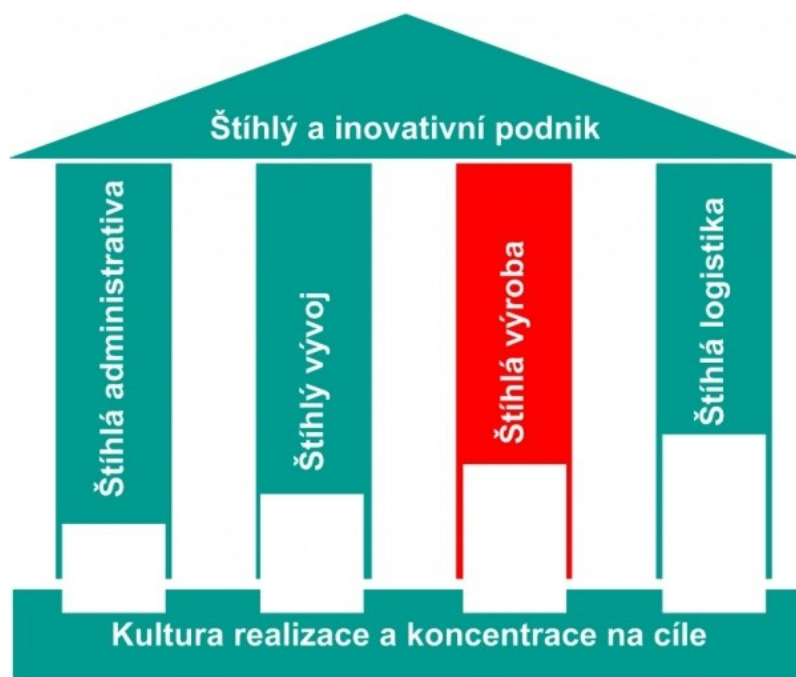 Štíhlý a inovativní podnik
Štíhlá administrativa
Štíhlý vývoj
Štíhlá výroba
Štíhlá logistika
Kultura realizace a koncentrace na cíle